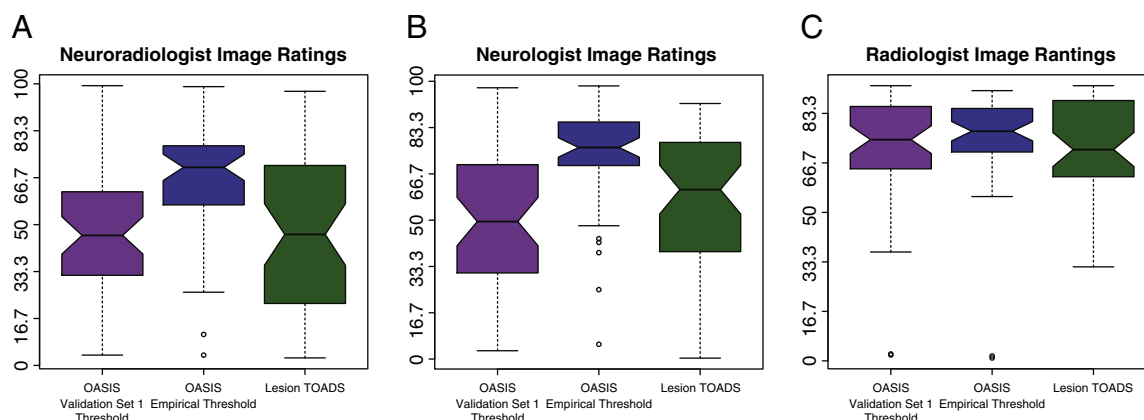 A
Neuroradiologist Image Ratings
100
83.3
66.7
50
33.3
16.7
0
OASIS
Validation Set 1
Threshold
OASIS
Empirical Threshold
Lesion TOADS
B
Neurologist Image Ratings
100
83.3
66.7
50
33.3
16.7
0
OASIS
Validation Set 1
Threshold
OASIS
Empirical Threshold
Lesion TOADS
C
Radiologist Image Rantings
83.3
66.7
50
33.3
16.7
0
OASIS
Validation Set 1
Threshold
OASIS
Empirical Threshold
Lesion TOADS